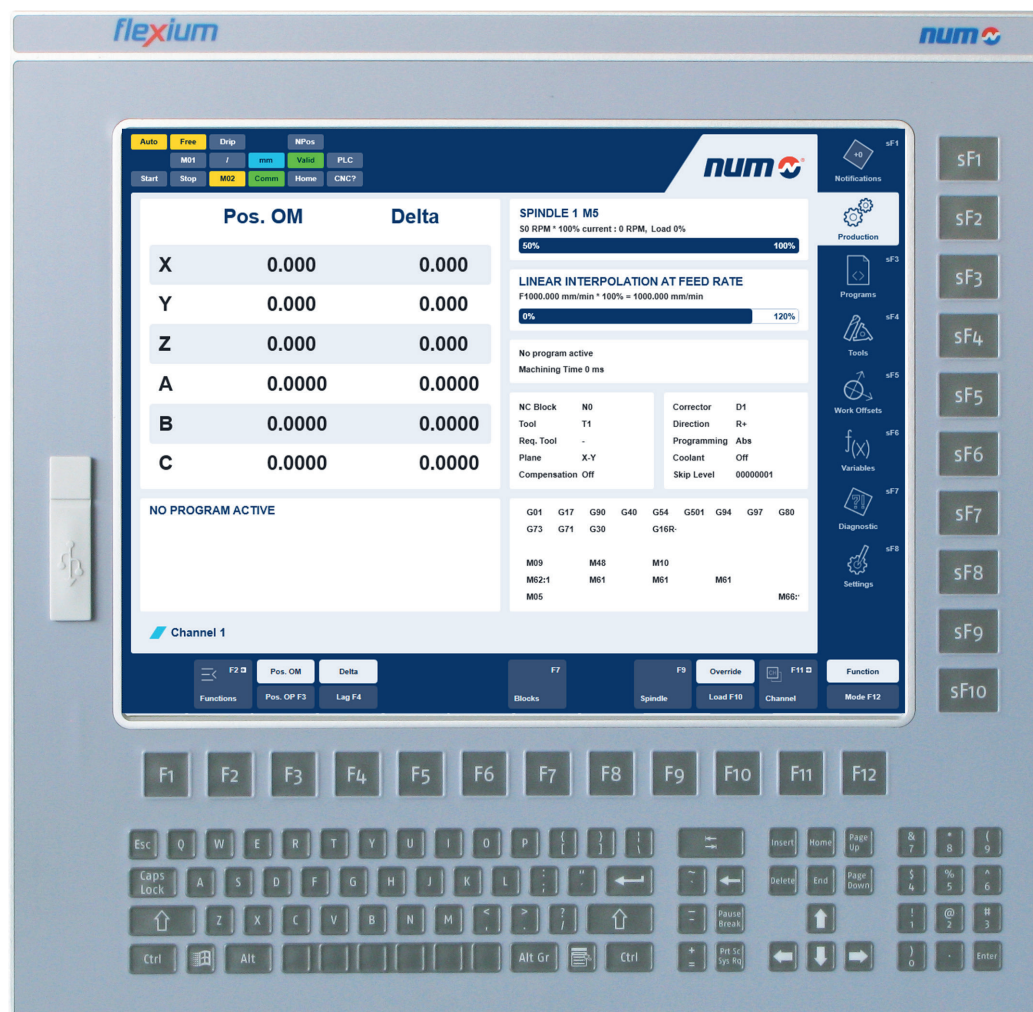 flexium num
Auto Free Drip NPos
M01 / mm Valid PLC
Start Stop M02 Comm Home CNC?
num
+0 sF1
Notifications
Production
sF3
Programs
sF4
Tools
sF5
Work Offsets
f(x) sF6
Variables
?! sF7
Diagnostic
sF8
Settings
Pos. OM Delta
X 0.000 0.000
Y 0.000 0.000
Z 0.000 0.000
A 0.0000 0.0000
B 0.0000 0.0000
C 0.0000 0.0000
SPINDLE 1 M5
S0 RPM * 100% current : 0 RPM, Load 0%
50% 100%
LINEAR INTERPOLATION AT FEED RATE
F1000.000 mm/min * 100% = 1000.000 mm/min
0% 120%
No program active
Machining Time 0 ms
NC Block N0
Tool T1
Req. Tool -
Plane X-Y
Compensation Off
Corrector D1
Direction R+
Programming Abs
Coolant Off
Skip Level 00000001
NO PROGRAM ACTIVE
G01 G17 G90 G40 G54 G501 G94 G97 G80
G73 G71 G30 G16R-
M09 M48 M10
M62:1 M61 M61 M61
M05 M66:-
Channel 1
F2 Pos. OM Delta F7 F9 Override F11 Function
Functions Pos. OP F3 Lag F4 Blocks Spindle Load F10 Channel Mode F12
sF1
sF2
sF3
sF4
sF5
sF6
sF7
sF8
sF9
sF10
F1 F2 F3 F4 F5 F6 F7 F8 F9 F10 F11 F12
Esc Q W E R T Y U I O P { [ } ] ¦ \ Insert Home Page Up & 7 * 8 ( 9
Caps Lock A S D F G H J K L : ; " ' ~ ` Delete End Page Down $ 4 % 5 ^ 6
Z X C V B N M < , > . ? / _ - Pause Break ! 1 @ 2 # 3
Ctrl Alt Alt Gr Ctrl + = Prt Sc Sys Rq ) 0 . Enter